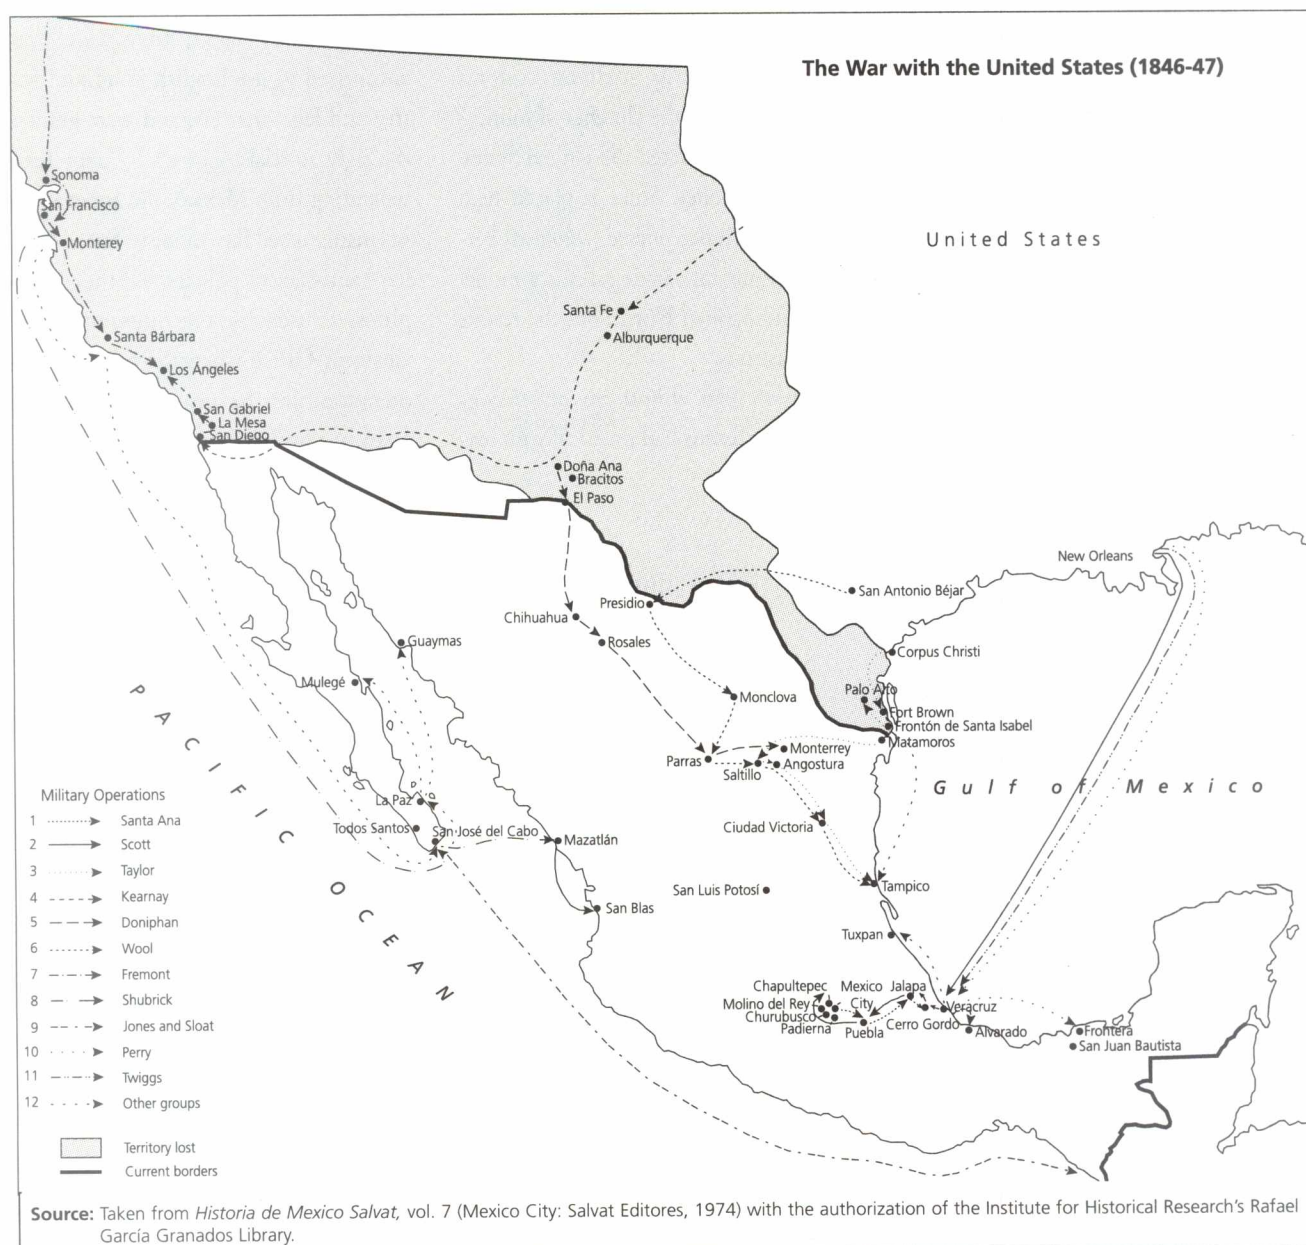 The War with the United States (1846-47)
Sonoma
San Francisco
Monterey
United States
Santa Fe
Alburquerque
Santa Bárbara
Los Ángeles
San Gabriel
La Mesa
San Diego
Doña Ana
Bracitos
El Paso
New Orleans
San Antonio Béjar
Presidio
Chihuahua
Rosales
Guaymas
Corpus Christi
Mulegé
Palo Alto
Monclova
Fort Brown
Frontón de Santa Isabel
Matamoros
Monterrey
Parras
Angostura
Saltillo
PACIFIC OCEAN
Gulf of Mexico
La Paz
Todos Santos
San José del Cabo
Mazatlán
Ciudad Victoria
San Luis Potosí
Tampico
San Blas
Tuxpan
Chapultepec
Mexico
City
Jalapa
Molino del Rey
Churubusco
Padierna
Puebla
Cerro Gordo
Veracruz
Alvarado
Frontera
San Juan Bautista
Military Operations
1 Santa Ana
2 Scott
3 Taylor
4 Kearnay
5 Doniphan
6 Wool
7 Fremont
8 Shubrick
9 Jones and Sloat
10 Perry
11 Twiggs
12 Other groups
Territory lost
Current borders
Source: Taken from Historia de Mexico Salvat, vol. 7 (Mexico City: Salvat Editores, 1974) with the authorization of the Institute for Historical Research's Rafael
García Granados Library.